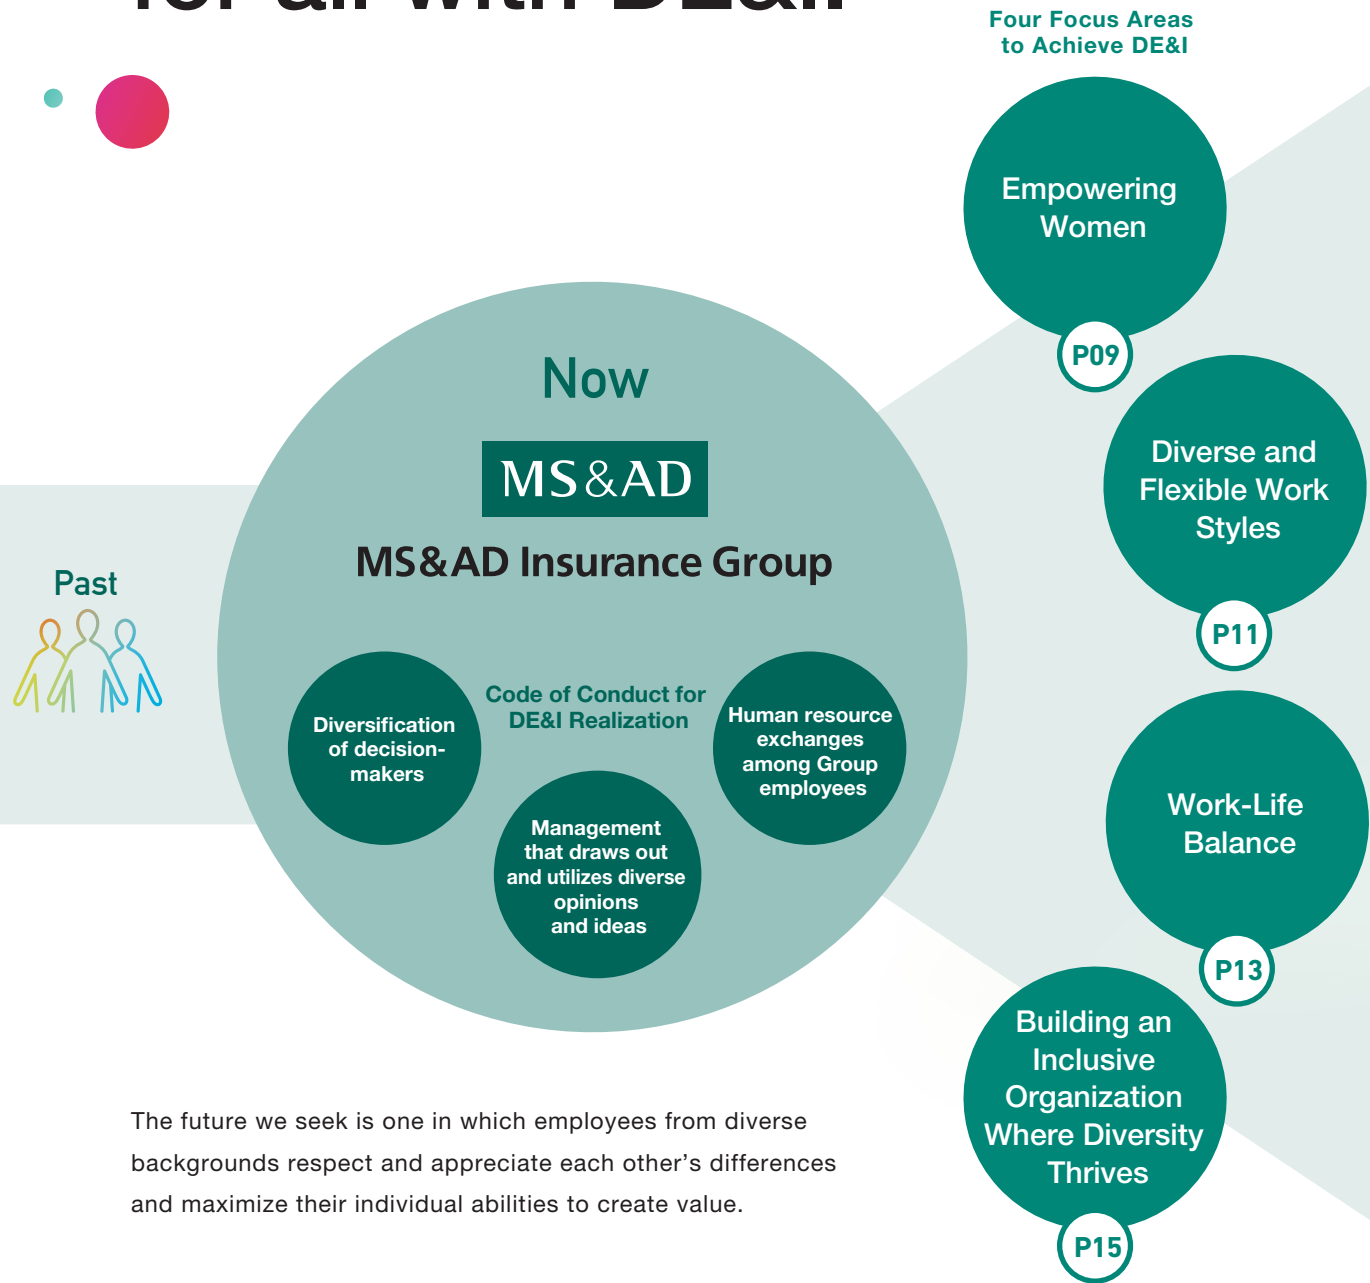 for all with DE&I.
Four Focus Areas
to Achieve DE&I
Empowering
Women
P09
Diverse and
Flexible Work
Styles
P11
Work-Life
Balance
P13
Building an
Inclusive
Organization
Where Diversity
Thrives
P15
Now
MS&AD
MS&AD Insurance Group
Past
Code of Conduct for
DE&I Realization
Diversification
of decision-
makers
Management
that draws out
and utilizes diverse
opinions
and ideas
Human resource
exchanges
among Group
employees
The future we seek is one in which employees from diverse
backgrounds respect and appreciate each other’s differences
and maximize their individual abilities to create value.